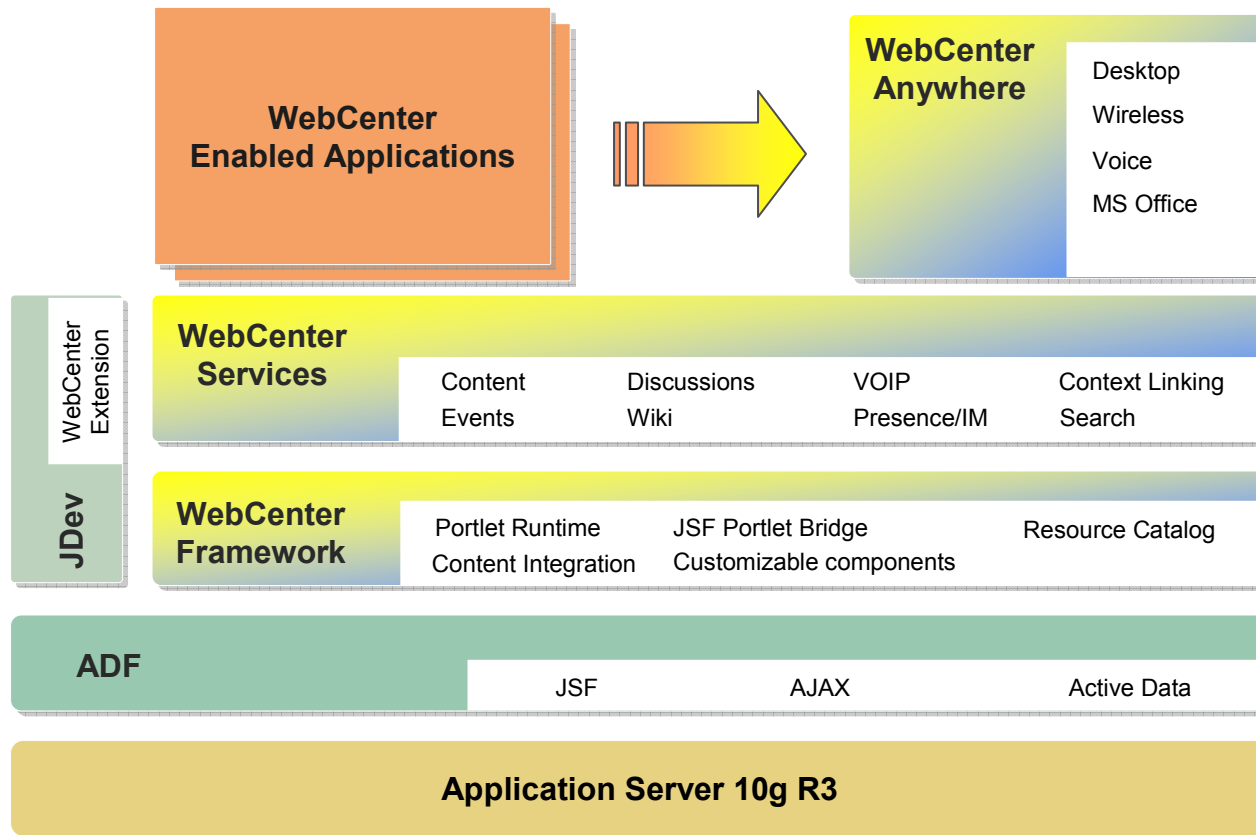 WebCenter
Enabled Applications
WebCenter
Anywhere
Desktop
Wireless
Voice
MS Office
WebCenter
Extension
JDev
WebCenter
Services
Content
Discussions
VOIP
Context Linking
Events
Wiki
Presence/IM
Search
WebCenter
Framework
Portlet Runtime
JSF Portlet Bridge
Resource Catalog
Content Integration
Customizable components
ADF
JSF
AJAX
Active Data
Application Server 10g R3